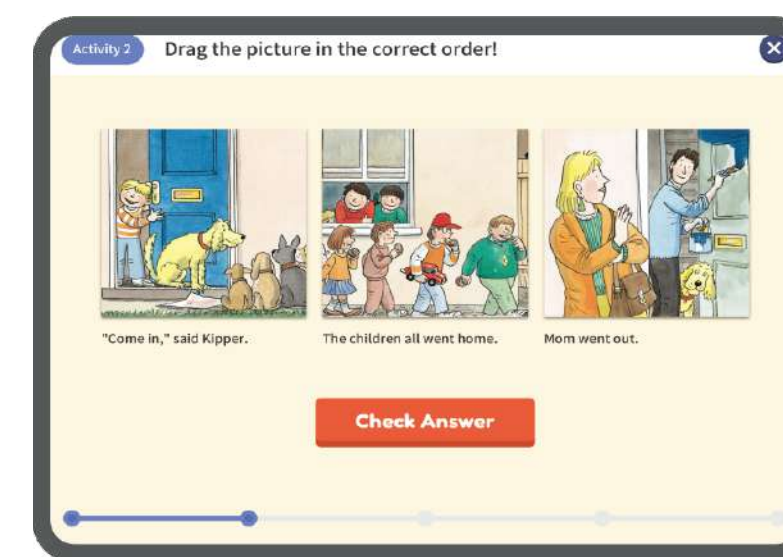 Activity 2
Drag the picture in the correct order!
"Come in," said Kipper.
The children all went home.
Mom went out.
Check Answer